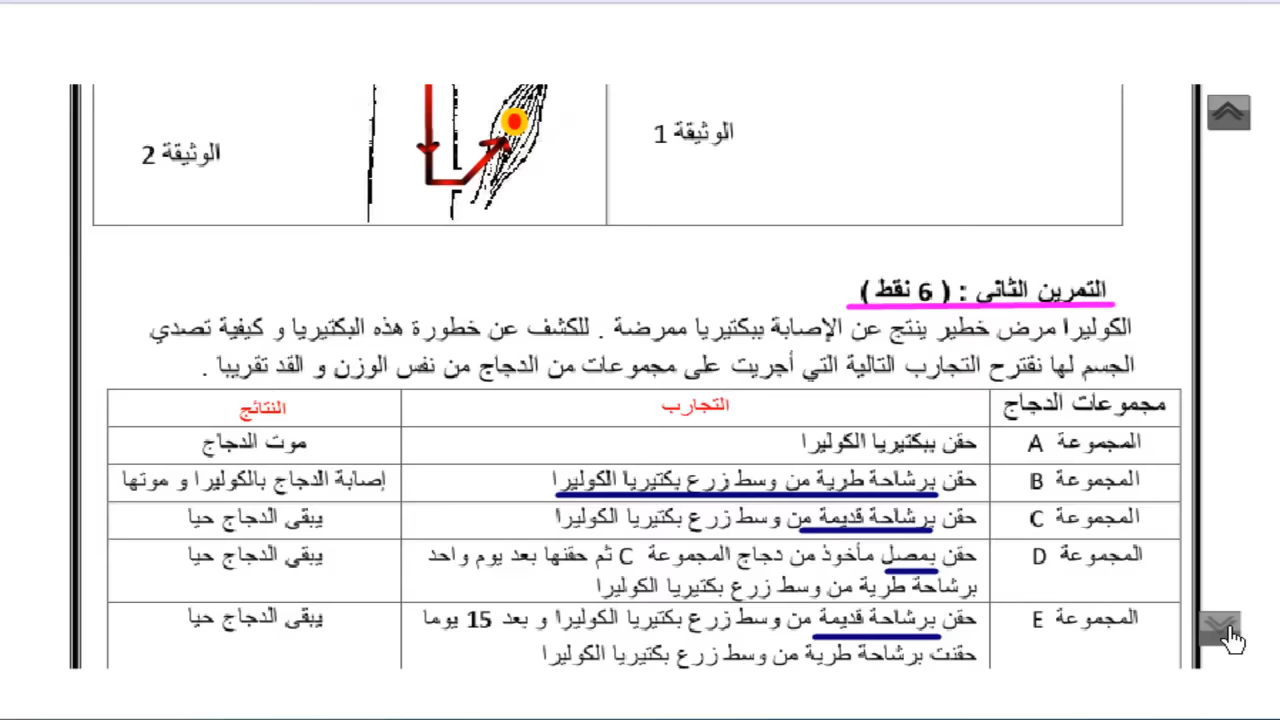 الوثيقة 1
الوثيقة 2
التمرين الثاني : ( 6 نقط )
الكوليرا مرض خطير ينتج عن الإصابة ببكتيريا ممرضة . للكشف عن خطورة هذه البكتيريا و كيفية تصدي
الجسم لها نقترح التجارب التالية التي أجريت على مجموعات من الدجاج من نفس الوزن و القد تقريبا .
مجموعات الدجاج التجارب النتائج
المجموعة A حقن ببكتيريا الكوليرا موت الدجاج
المجموعة B حقن برشاحة طرية من وسط زرع بكتيريا الكوليرا إصابة الدجاج بالكوليرا و موتها
المجموعة C حقن برشاحة قديمة من وسط زرع بكتيريا الكوليرا يبقى الدجاج حيا
المجموعة D حقن بمصل مأخوذ من دجاج المجموعة C ثم حقنها بعد يوم واحد يبقى الدجاج حيا
برشاحة طرية من وسط زرع بكتيريا الكوليرا
المجموعة E حقن برشاحة قديمة من وسط زرع بكتيريا الكوليرا و بعد 15 يوما يبقى الدجاج حيا
حقنت برشاحة طرية من وسط زرع بكتيريا الكوليرا